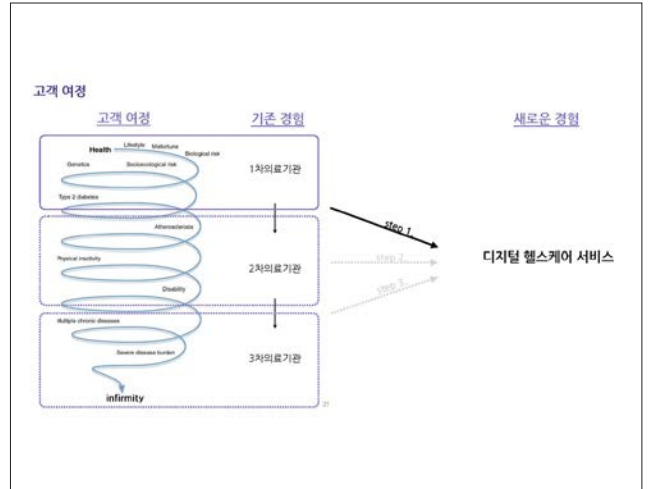 고객 여정
고객 여정
기존 경험
새로운 경험
Health
Lifestyle
Misfortune
Biological risk
Genetics
Socioecological risk
1차의료기관
Type 2 diabetes
step 1.
Atherosclerosis
Physical inactivity
2차의료기관
step 2.
디지털 헬스케어 서비스
Disability
step 3.
Multiple chronic diseases
Severe disease burden
3차의료기관
infirmity
21